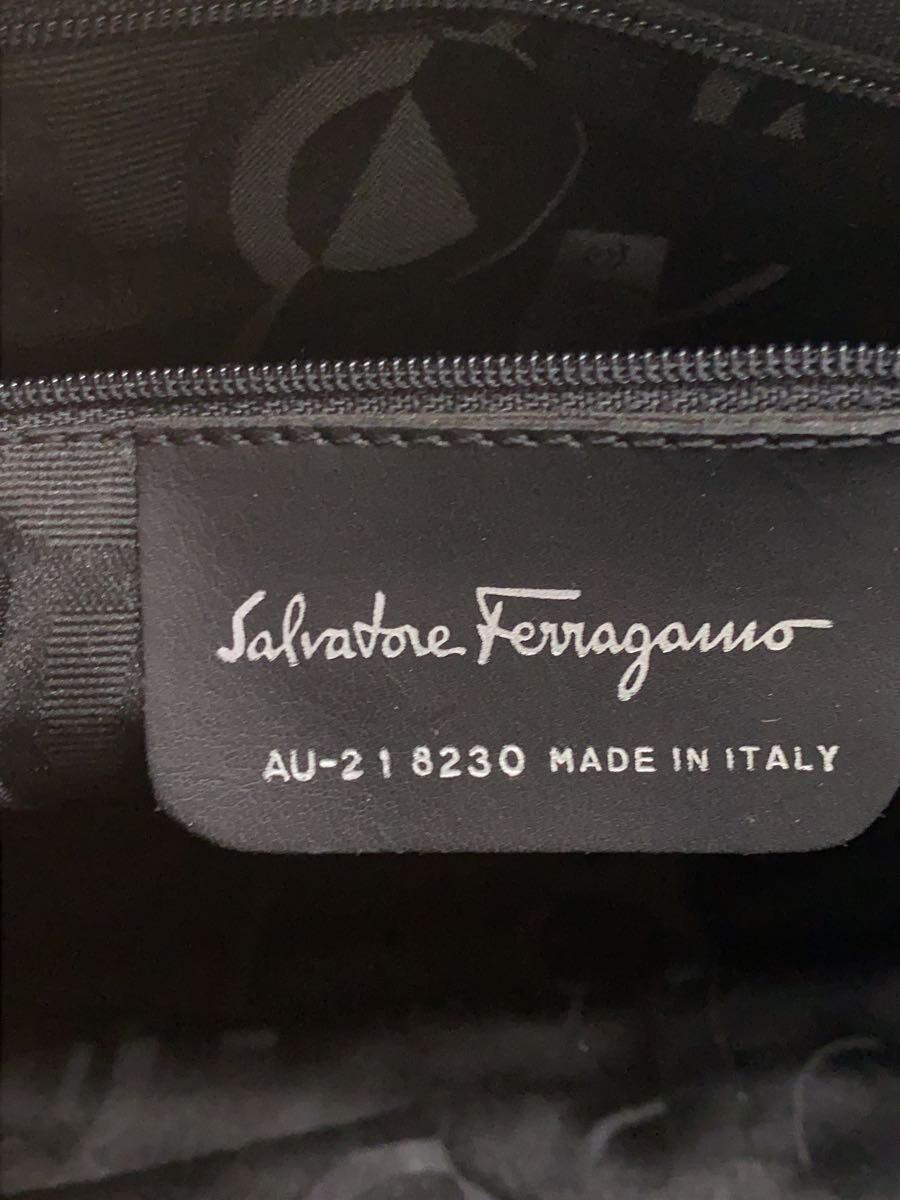 Salvatore Ferragamo
AU-21 8230 MADE IN ITALY